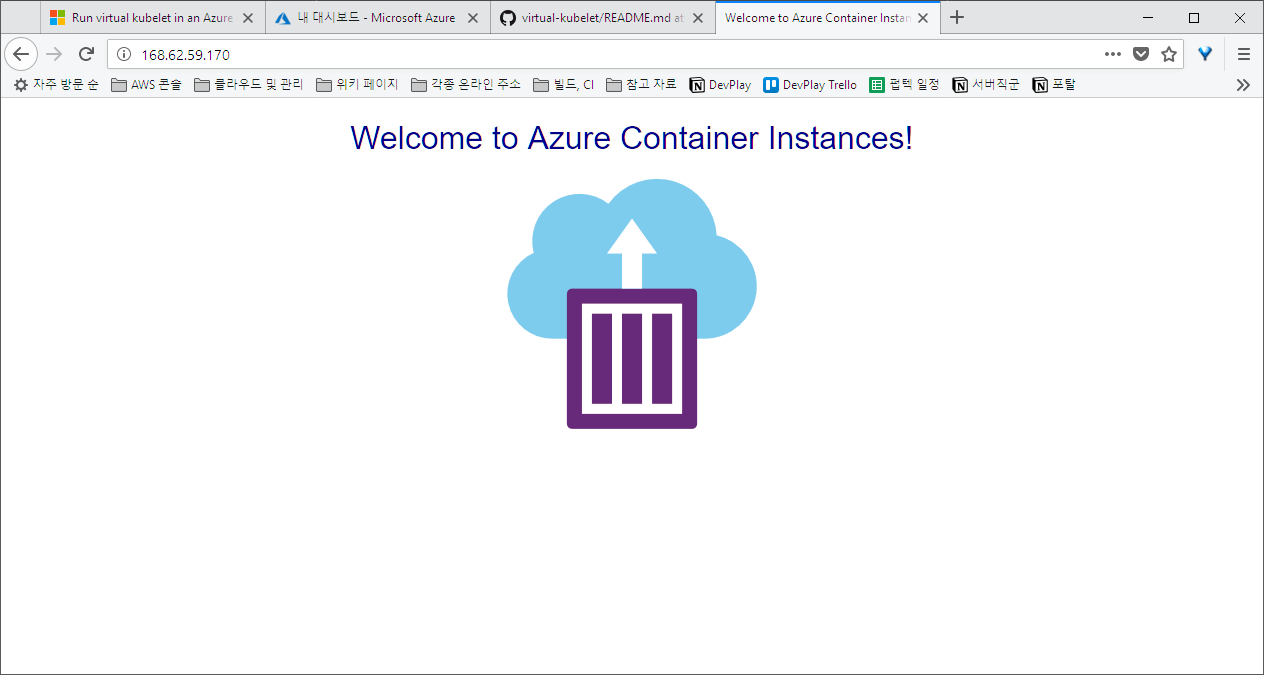 Run virtual kubelet in an Azure
내 대시보드 - Microsoft Azure
virtual-kubelet/README.md at
Welcome to Azure Container Instan
168.62.59.170
자주 방문 순 AWS 콘솔 클라우드 및 관리 위키 페이지 각종 온라인 주소 빌드, CI 참고 자료 DevPlay DevPlay Trello 펍텍 일정 서버직군 포탈
Welcome to Azure Container Instances!